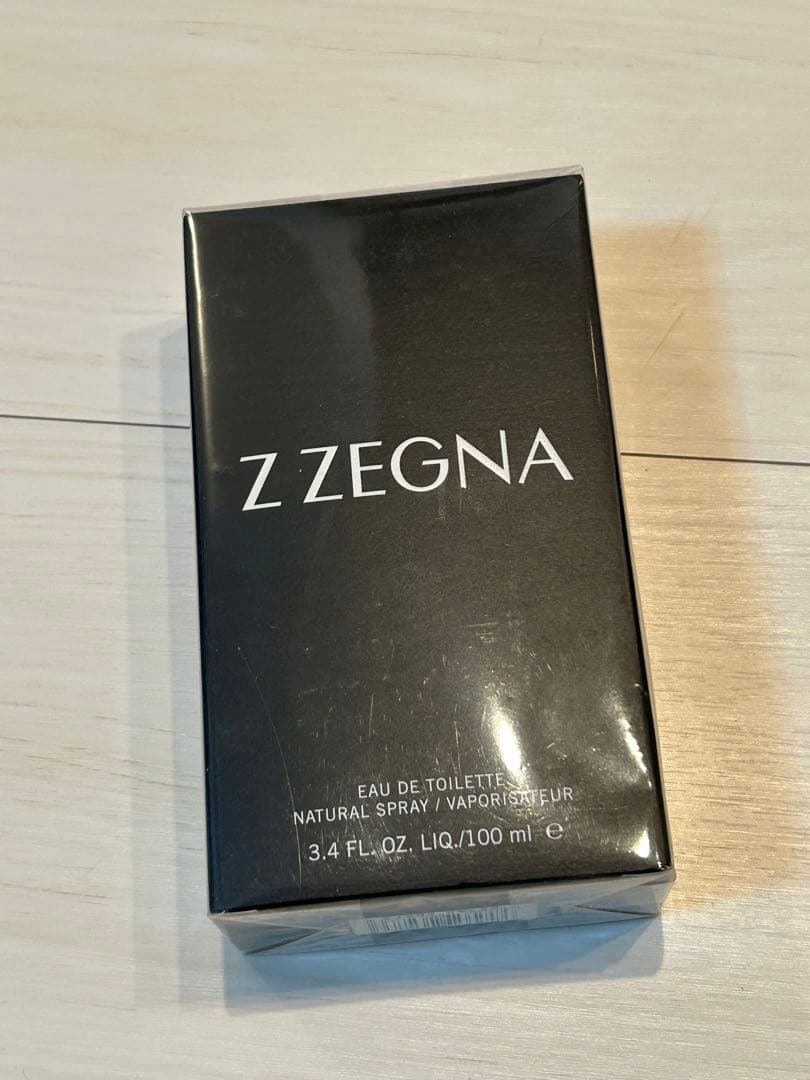 Z ZEGNA
EAU DE TOILETTE
NATURAL SPRAY / VAPORISATEUR
3.4 FL. OZ. LIQ./100 ml ℮